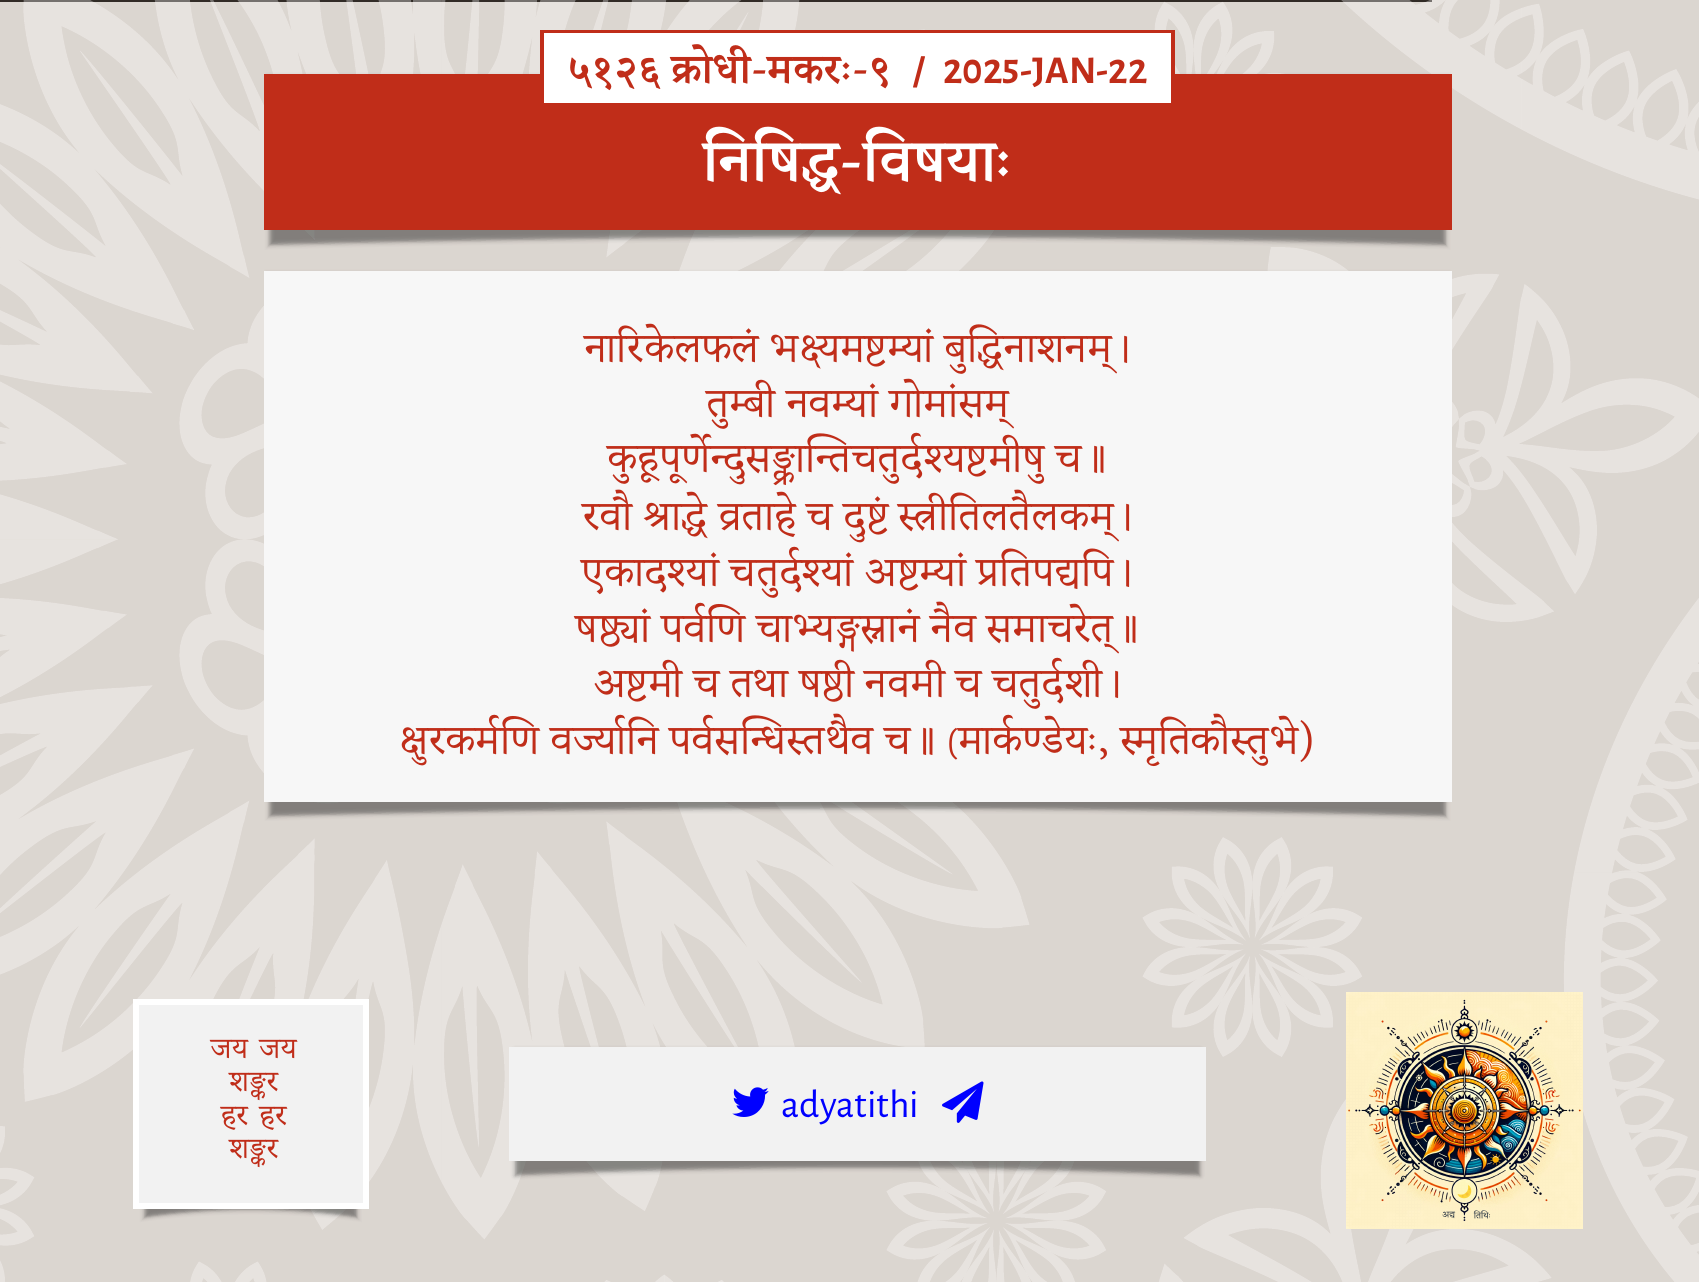 ५१२६ क्रोधी-मकरः-९ / 2025-JAN-22
निषिद्ध-विषयाः
नारिकेलफलं भक्ष्यमष्टम्यां बुद्धिनाशनम्।
तुम्बी नवम्यां गोमांसम्
कुहूपूर्णेन्दुसङ्क्रान्तिचतुर्दश्यष्टमीषु च॥
रवौ श्राद्धे व्रताहे च दुष्टं स्त्रीतिलतैलकम्।
एकादश्यां चतुर्दश्यां अष्टम्यां प्रतिपद्यपि।
षष्ठ्यां पर्वणि चाभ्यङ्गस्नानं नैव समाचरेत्॥
अष्टमी च तथा षष्ठी नवमी च चतुर्दशी।
क्षुरकर्मणि वर्ज्यानि पर्वसन्धिस्तथैव च॥ (मार्कण्डेयः, स्मृतिकौस्तुभे)
जय जय
शङ्कर
हर हर
शङ्कर
adyatithi
अद्य तिथिः